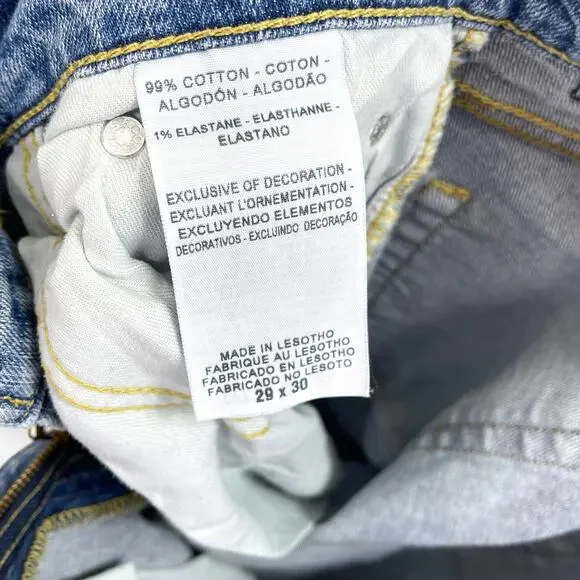 99% COTTON - COTON -
ALGODÓN - ALGODÃO
1% ELASTANE - ELASTHANNE -
ELASTANO
EXCLUSIVE OF DECORATION -
EXCLUANT L'ORNEMENTATION -
EXCLUYENDO ELEMENTOS
DECORATIVOS - EXCLUINDO DECORAÇÃO
MADE IN LESOTHO
FABRIQUE AU LESOTHO
FABRICADO EN LESOTHO
FABRICADO NO LESOTO
29 x 30